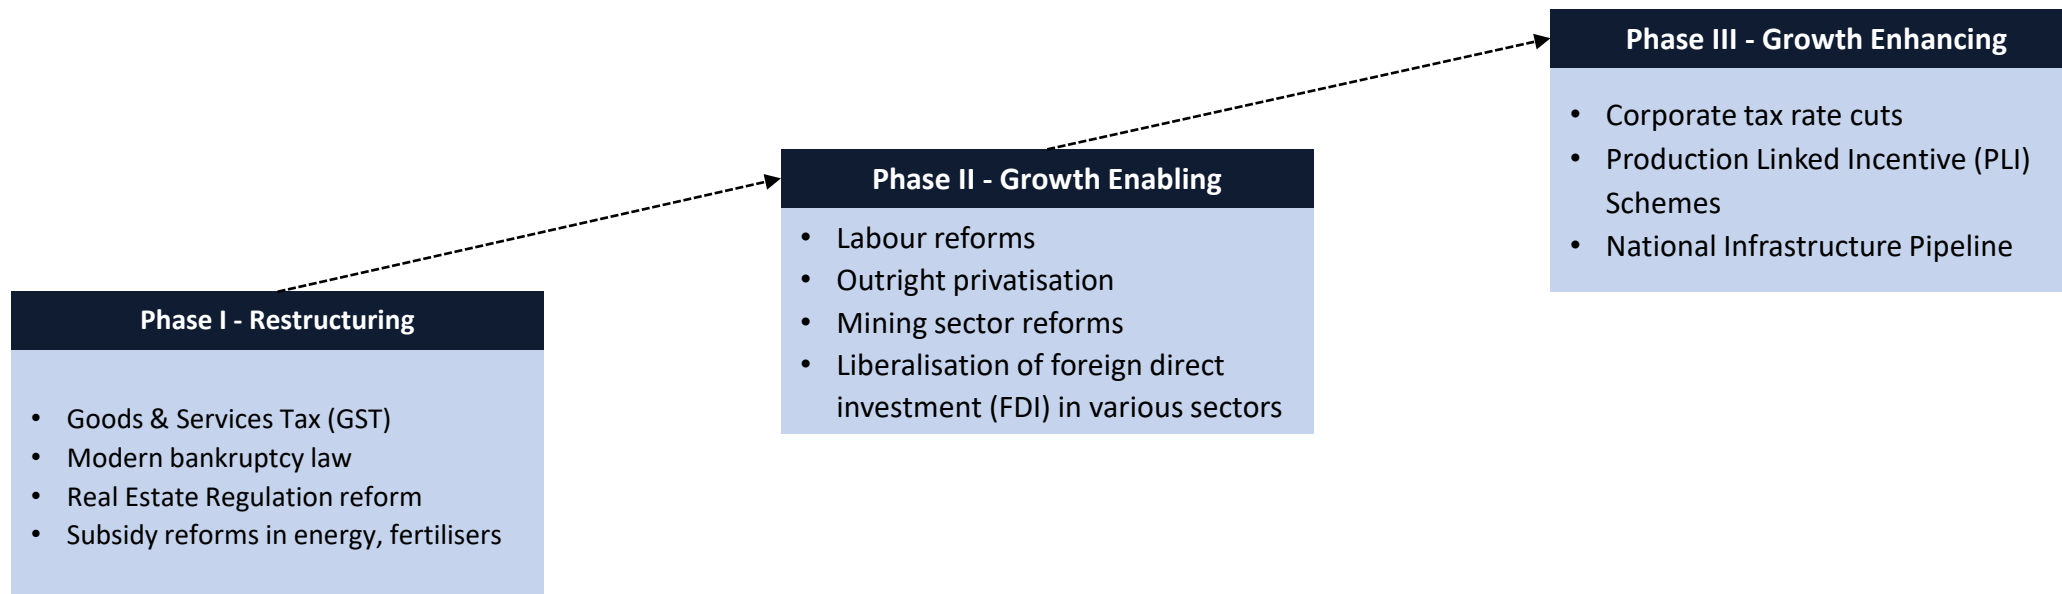 Phase I - Restructuring
• Goods & Services Tax (GST)
• Modern bankruptcy law
• Real Estate Regulation reform
• Subsidy reforms in energy, fertilisers
Phase II - Growth Enabling
• Labour reforms
• Outright privatisation
• Mining sector reforms
• Liberalisation of foreign direct
investment (FDI) in various sectors
Phase III - Growth Enhancing
• Corporate tax rate cuts
• Production Linked Incentive (PLI)
Schemes
• National Infrastructure Pipeline